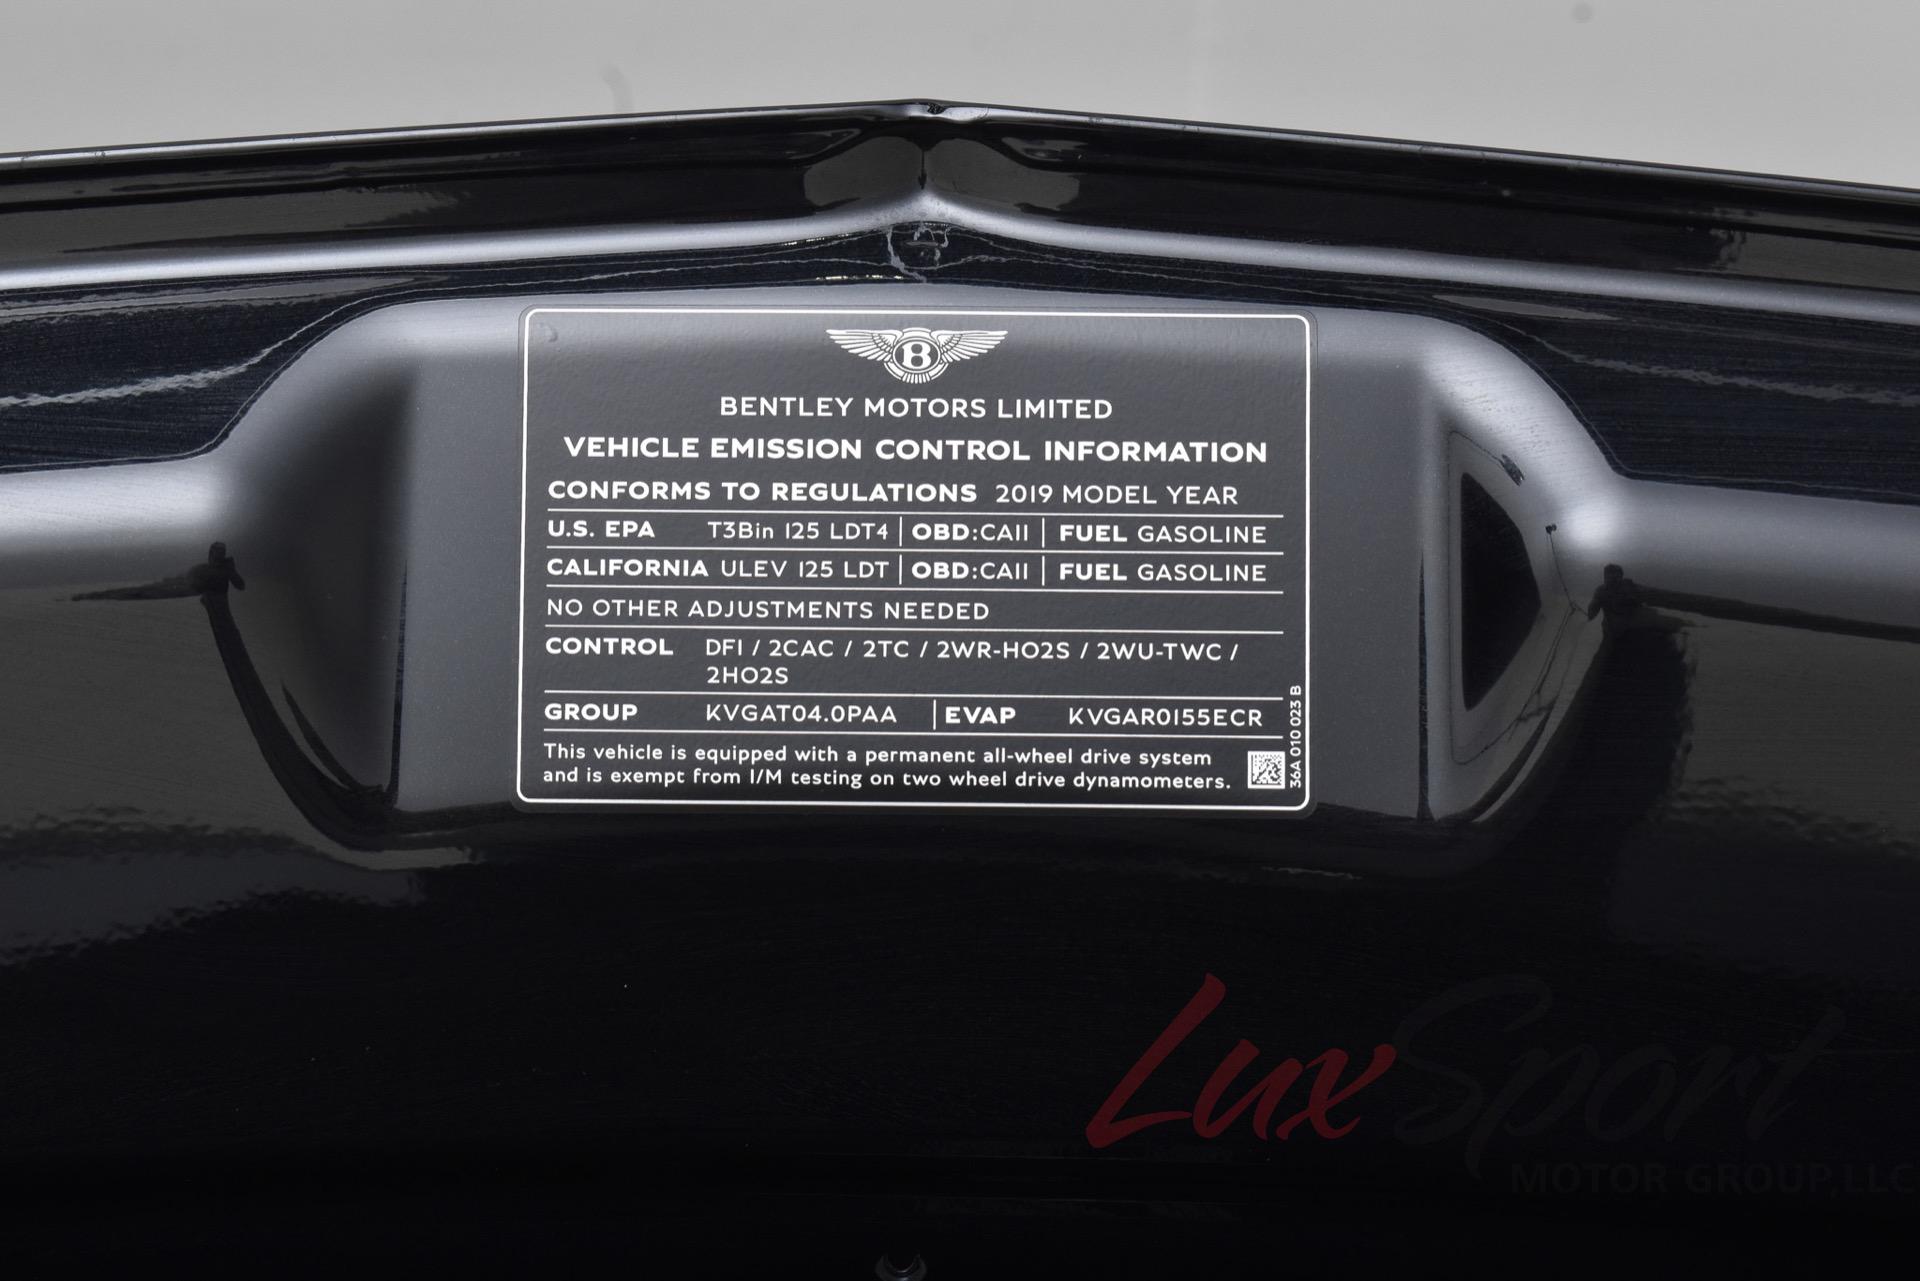 B
BENTLEY MOTORS LIMITED
VEHICLE EMISSION CONTROL INFORMATION
CONFORMS TO REGULATIONS 2019 MODEL YEAR
U.S. EPA T3Bin 125 LDT4 | OBD:CAII | FUEL GASOLINE
CALIFORNIA ULEV 125 LDT | OBD:CAII | FUEL GASOLINE
NO OTHER ADJUSTMENTS NEEDED
CONTROL DFI / 2CAC / 2TC / 2WR-HO2S / 2WU-TWC /
2HO2S
GROUP KVGAT04.0PAA | EVAP KVGAR0155ECR
This vehicle is equipped with a permanent all-wheel drive system
and is exempt from I/M testing on two wheel drive dynamometers.
36A 010 023 B
LuxSport
MOTOR GROUP, LLC